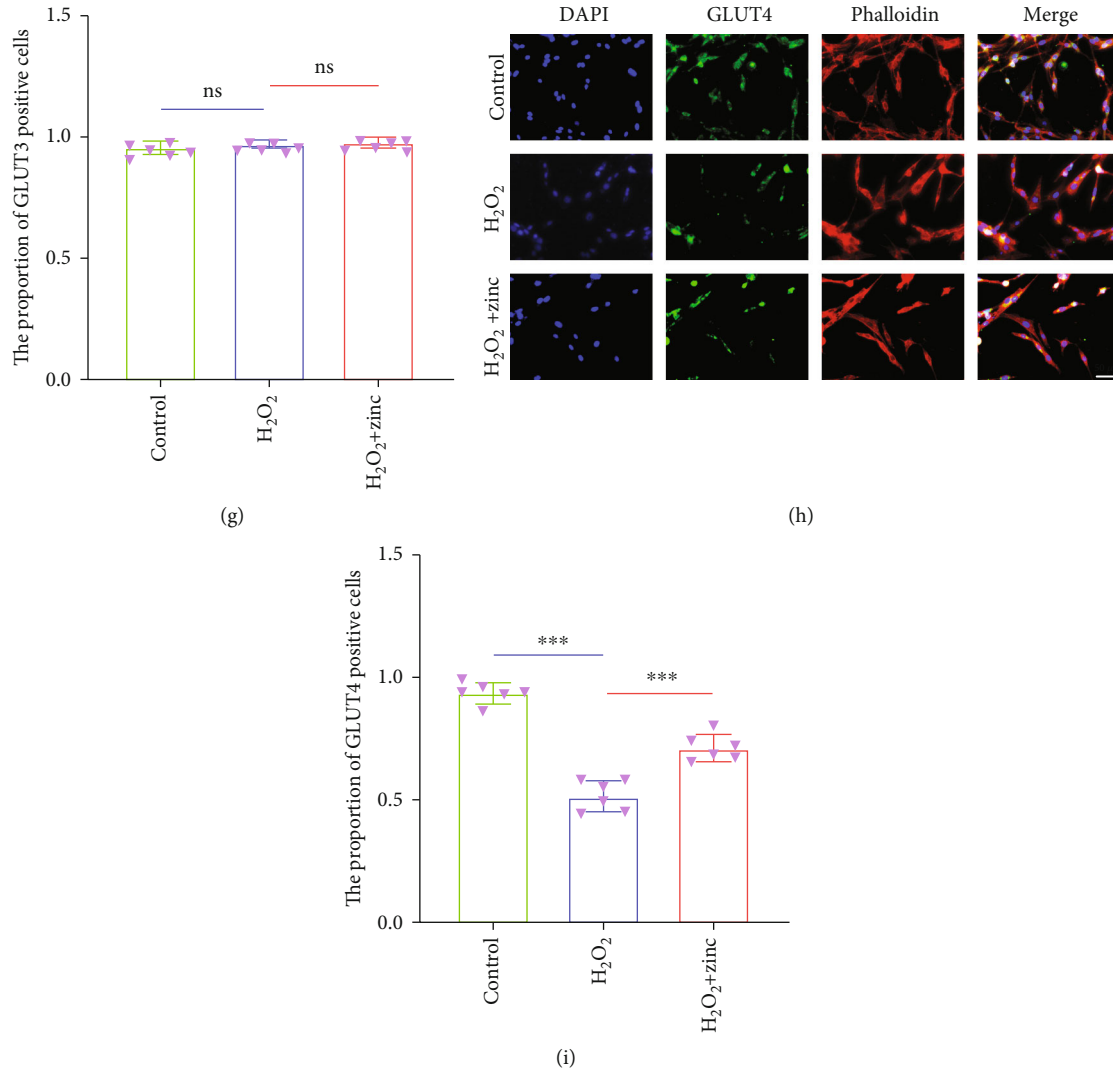 The proportion of GLUT3 positive cells
1.5
1.0
0.5
0.0
ns
ns
Control
H₂O₂
H₂O₂+zinc
(g)
DAPI
GLUT4
Phalloidin
Merge
Control
H₂O₂
H₂O₂ +zinc
(h)
The proportion of GLUT4 positive cells
1.5
1.0
0.5
0.0
***
***
Control
H₂O₂
H₂O₂+zinc
(i)